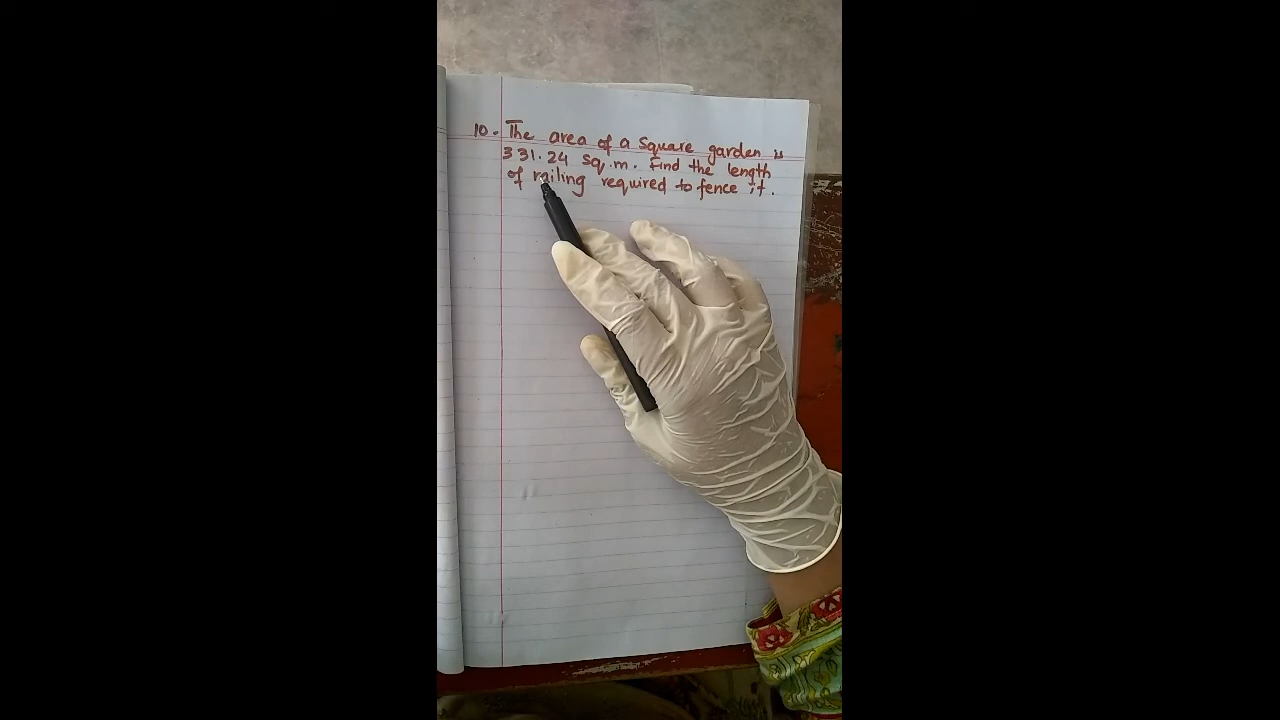 10. The area of a square garden is
331.24 sq.m. Find the length
of railing required to fence it.